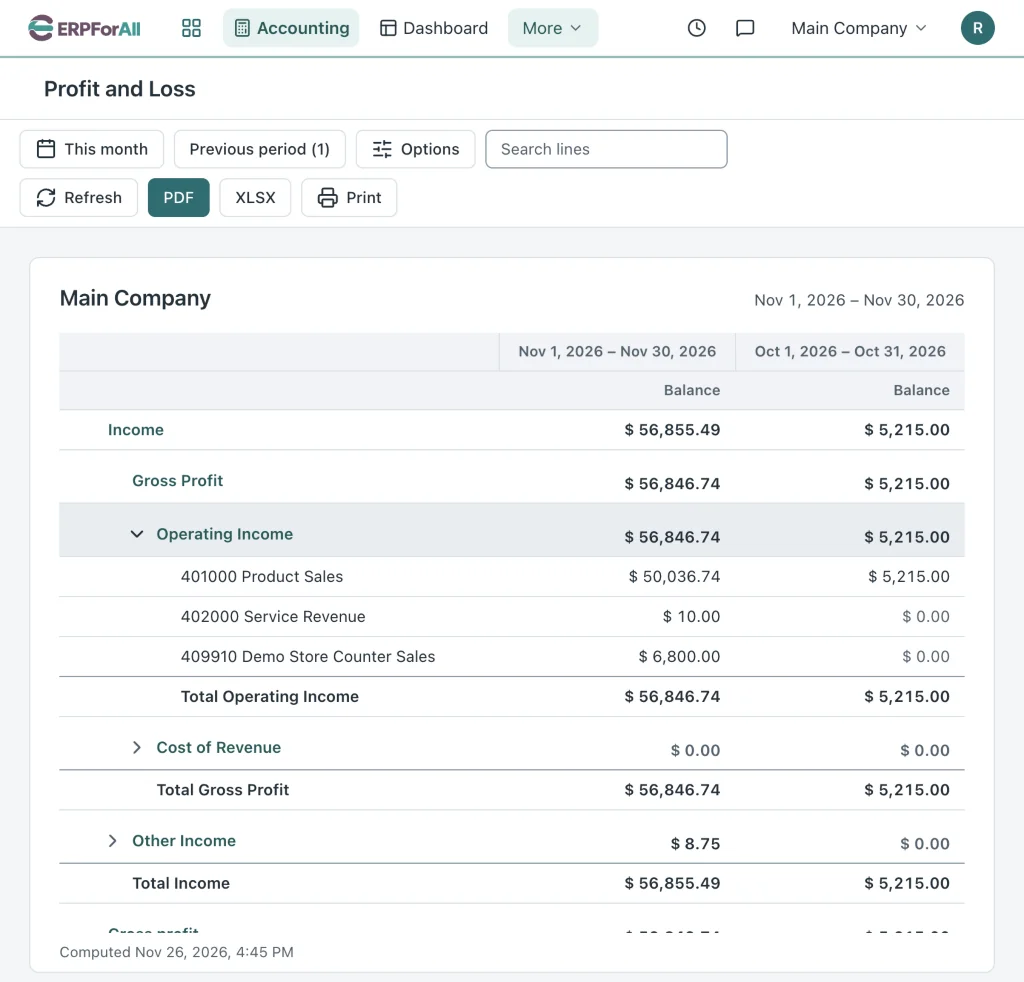 ERPForAll Accounting Dashboard More Main Company R
Profit and Loss
This month Previous period (1) Options Search lines
Refresh PDF XLSX Print
Main Company Nov 1, 2026 – Nov 30, 2026
Nov 1, 2026 – Nov 30, 2026 Oct 1, 2026 – Oct 31, 2026
Balance Balance
Income $ 56,855.49 $ 5,215.00
Gross Profit $ 56,846.74 $ 5,215.00
Operating Income $ 56,846.74 $ 5,215.00
401000 Product Sales $ 50,036.74 $ 5,215.00
402000 Service Revenue $ 10.00 $ 0.00
409910 Demo Store Counter Sales $ 6,800.00 $ 0.00
Total Operating Income $ 56,846.74 $ 5,215.00
Cost of Revenue $ 0.00 $ 0.00
Total Gross Profit $ 56,846.74 $ 5,215.00
Other Income $ 8.75 $ 0.00
Total Income $ 56,855.49 $ 5,215.00
Gross profit
Computed Nov 26, 2026, 4:45 PM